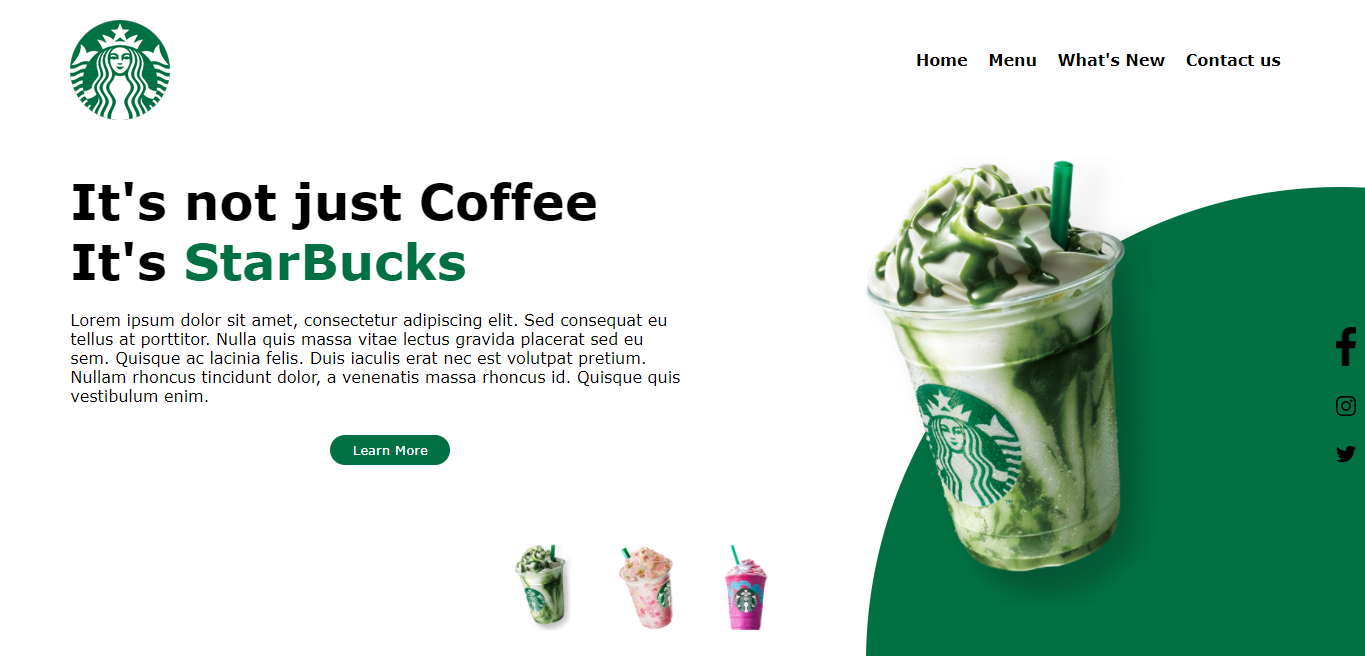 Home Menu What's New Contact us
It's not just Coffee
It's StarBucks
Lorem ipsum dolor sit amet, consectetur adipiscing elit. Sed consequat eu
tellus at porttitor. Nulla quis massa vitae lectus gravida placerat sed eu
sem. Quisque ac lacinia felis. Duis iaculis erat nec est volutpat pretium.
Nullam rhoncus tincidunt dolor, a venenatis massa rhoncus id. Quisque quis
vestibulum enim.
Learn More